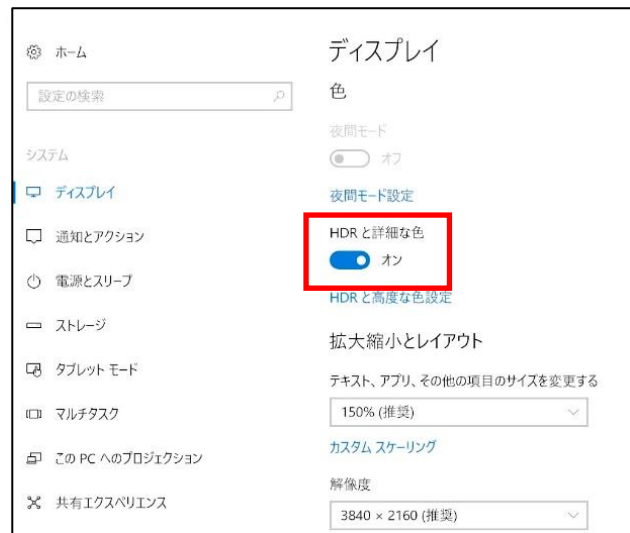 ホーム
設定の検索
システム
ディスプレイ
通知とアクション
電源とスリープ
ストレージ
タブレット モード
マルチタスク
この PC へのプロジェクション
共有エクスペリエンス
ディスプレイ
色
夜間モード
オフ
夜間モード設定
HDR と詳細な色
オン
HDR と高度な色設定
拡大縮小とレイアウト
テキスト、アプリ、その他の項目のサイズを変更する
150% (推奨)
カスタム スケーリング
解像度
3840 × 2160 (推奨)